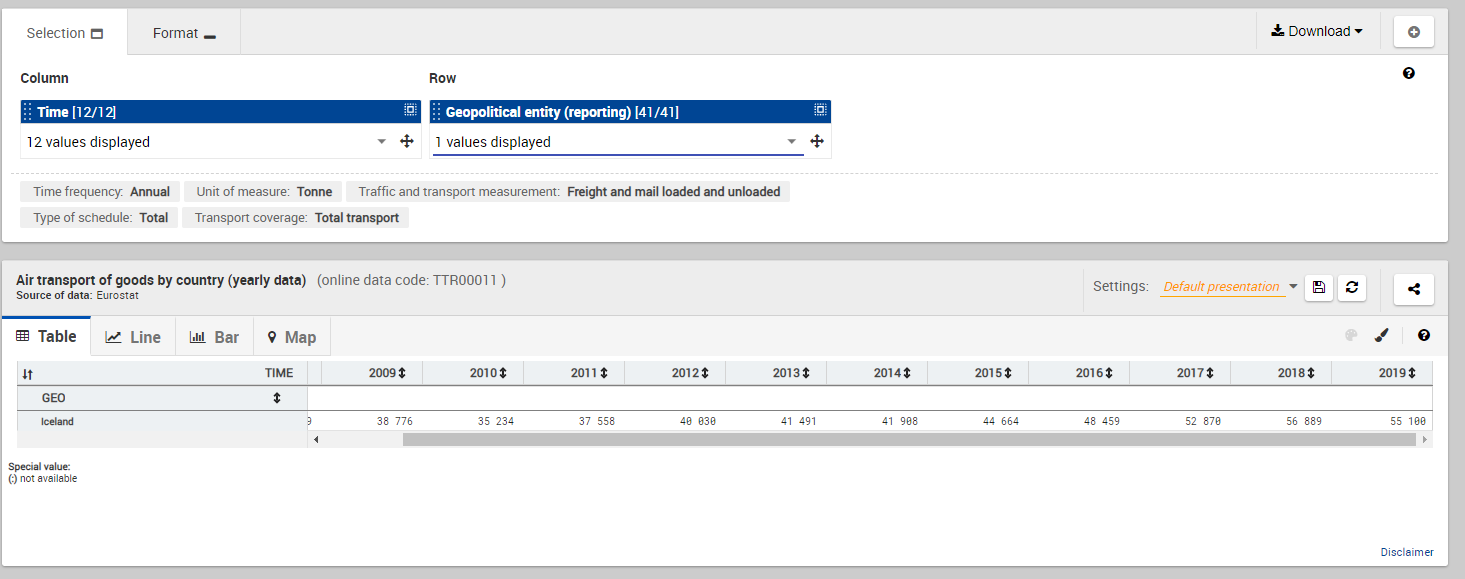 Selection Format Download
Column Row
Time [12/12] Geopolitical entity (reporting) [41/41]
12 values displayed 1 values displayed
Time frequency: Annual Unit of measure: Tonne Traffic and transport measurement: Freight and mail loaded and unloaded
Type of schedule: Total Transport coverage: Total transport
Air transport of goods by country (yearly data) (online data code: TTR00011 )
Source of data: Eurostat
Settings: Default presentation
Table Line Bar Map
TIME 2009 2010 2011 2012 2013 2014 2015 2016 2017 2018 2019
GEO
Iceland 9 38 776 35 234 37 558 40 030 41 491 41 908 44 664 48 459 52 870 56 889 55 100
Special value:
(:) not available
Disclaimer